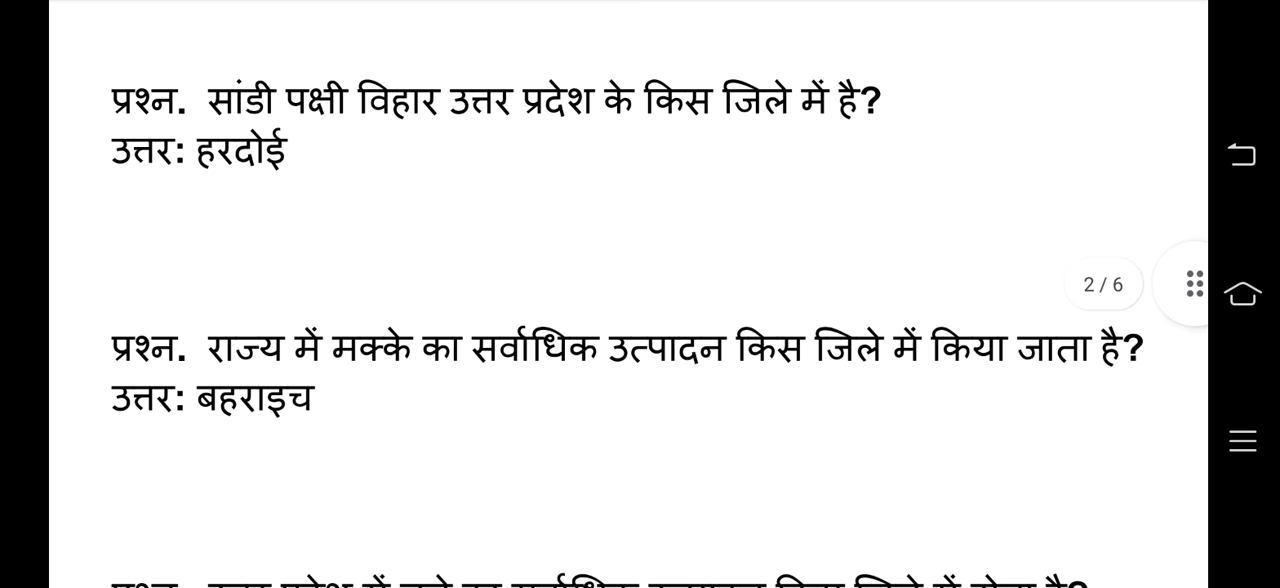 प्रश्न.  सांडी पक्षी विहार उत्तर प्रदेश के किस जिले में है?
उत्तर: हरदोई
2 / 6
प्रश्न.  राज्य में मक्के का सर्वाधिक उत्पादन किस जिले में किया जाता है?
उत्तर: बहराइच